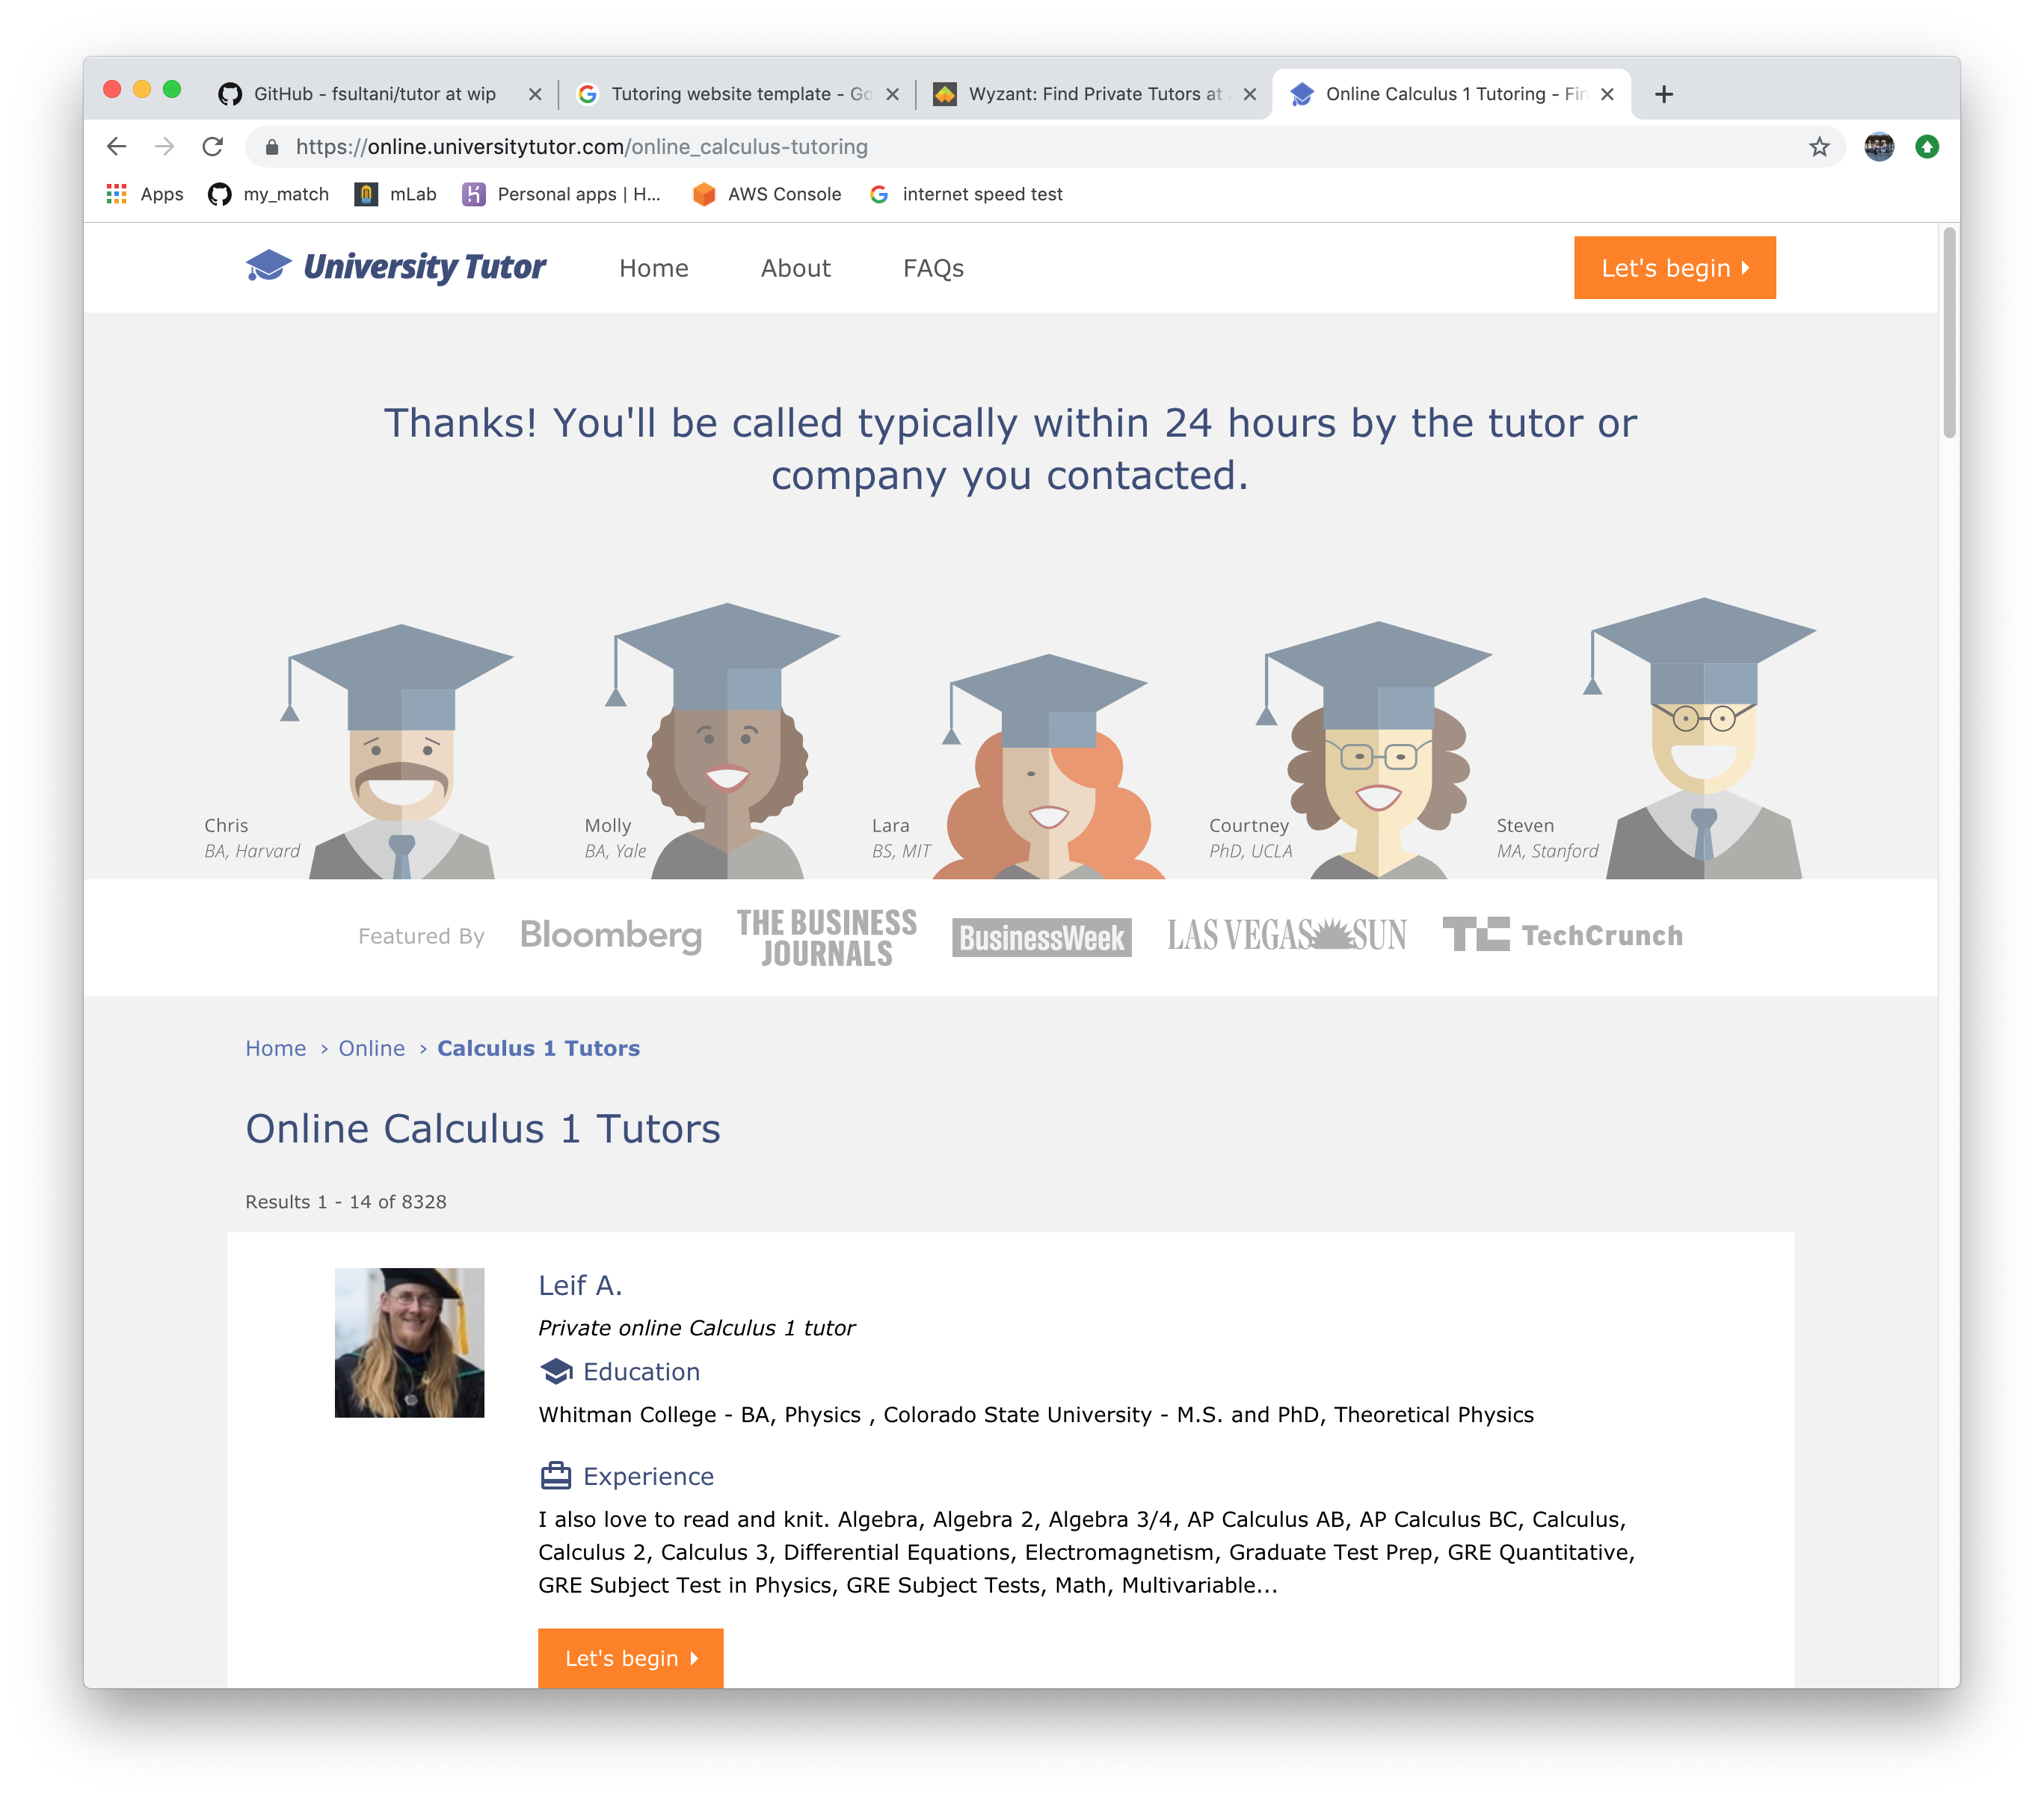 GitHub - fsultani/tutor at wip
Tutoring website template - Go
Wyzant: Find Private Tutors at
Online Calculus 1 Tutoring - Fin
https://online.universitytutor.com/online_calculus-tutoring
Apps
my_match
mLab
Personal apps | H...
AWS Console
internet speed test
University Tutor
Home
About
FAQs
Let's begin
Thanks! You'll be called typically within 24 hours by the tutor or
company you contacted.
Chris
BA, Harvard
Molly
BA, Yale
Lara
BS, MIT
Courtney
PhD, UCLA
Steven
MA, Stanford
Featured By
Bloomberg
THE BUSINESS
JOURNALS
BusinessWeek
LAS VEGAS SUN
TC TechCrunch
Home › Online › Calculus 1 Tutors
Online Calculus 1 Tutors
Results 1 - 14 of 8328
Leif A.
Private online Calculus 1 tutor
Education
Whitman College - BA, Physics , Colorado State University - M.S. and PhD, Theoretical Physics
Experience
I also love to read and knit. Algebra, Algebra 2, Algebra 3/4, AP Calculus AB, AP Calculus BC, Calculus,
Calculus 2, Calculus 3, Differential Equations, Electromagnetism, Graduate Test Prep, GRE Quantitative,
GRE Subject Test in Physics, GRE Subject Tests, Math, Multivariable...
Let's begin